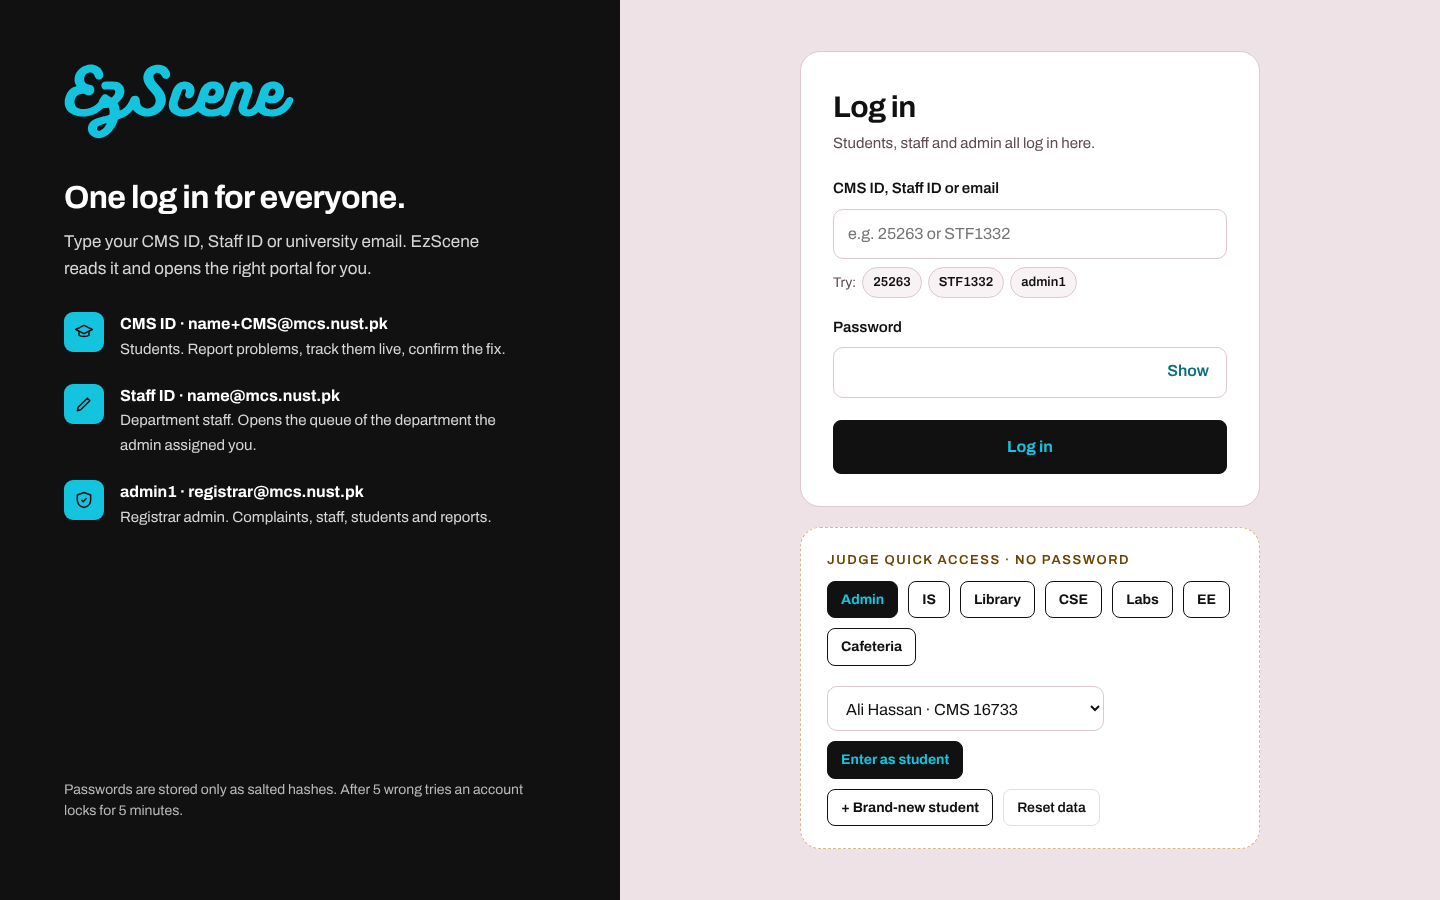 EzScene
One log in for everyone.
Type your CMS ID, Staff ID or university email. EzScene
reads it and opens the right portal for you.
CMS ID · name+CMS@mcs.nust.pk
Students. Report problems, track them live, confirm the fix.
Staff ID · name@mcs.nust.pk
Department staff. Opens the queue of the department the
admin assigned you.
admin1 · registrar@mcs.nust.pk
Registrar admin. Complaints, staff, students and reports.
Passwords are stored only as salted hashes. After 5 wrong tries an account
locks for 5 minutes.
Log in
Students, staff and admin all log in here.
CMS ID, Staff ID or email
e.g. 25263 or STF1332
Try: 25263 STF1332 admin1
Password
Show
Log in
JUDGE QUICK ACCESS · NO PASSWORD
Admin IS Library CSE Labs EE
Cafeteria
Ali Hassan · CMS 16733
Enter as student
+ Brand-new student Reset data